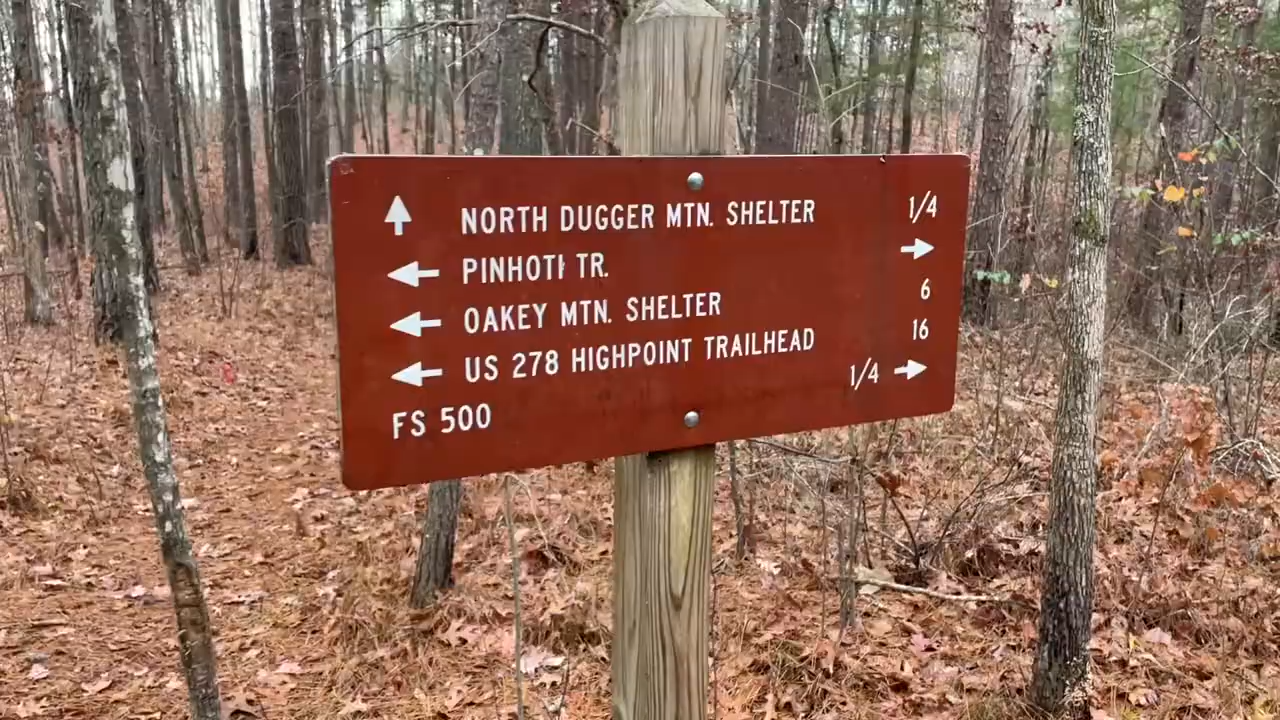 ↑ NORTH DUGGER MTN. SHELTER 1/4
← PINHOTI TR. →
← OAKEY MTN. SHELTER 6
← US 278 HIGHPOINT TRAILHEAD 16
FS 500 1/4 →